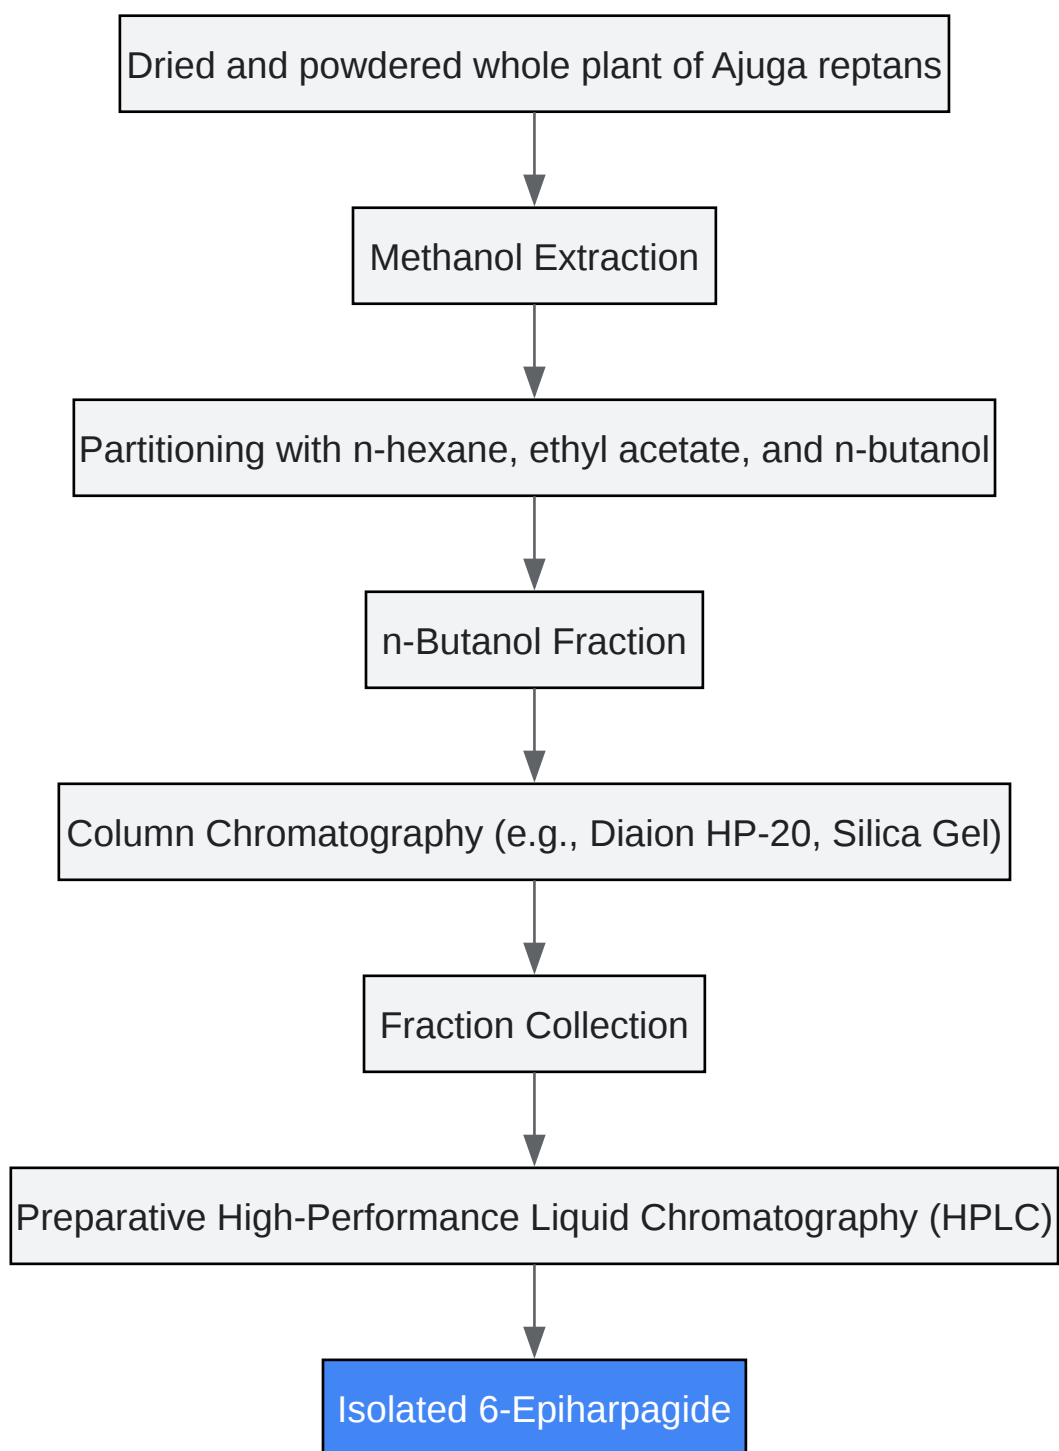 Dried and powdered whole plant of Ajuga reptans
Methanol Extraction
Partitioning with n-hexane, ethyl acetate, and n-butanol
n-Butanol Fraction
Column Chromatography (e.g., Diaion HP-20, Silica Gel)
Fraction Collection
Preparative High-Performance Liquid Chromatography (HPLC)
Isolated 6-Epiharpagide